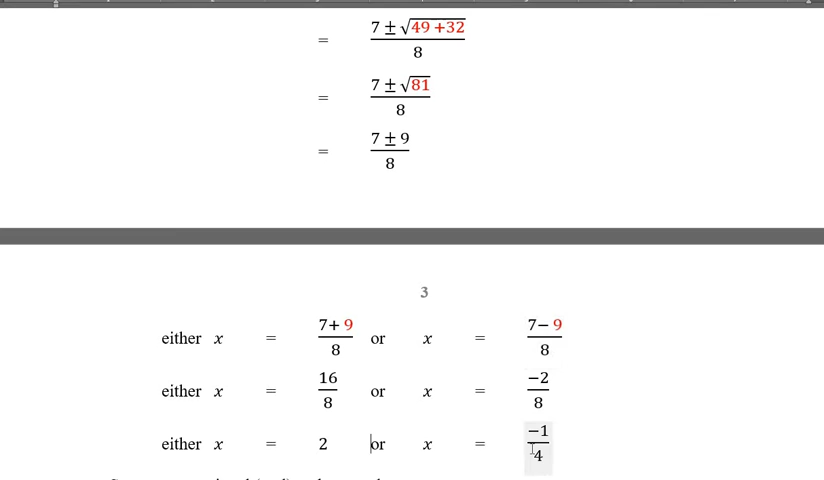 = (7 ± √(49 +32))/8
= (7 ± √81)/8
= (7 ± 9)/8
3
either x = (7+ 9)/8 or x = (7− 9)/8
either x = 16/8 or x = −2/8
either x = 2 or x = −1/4